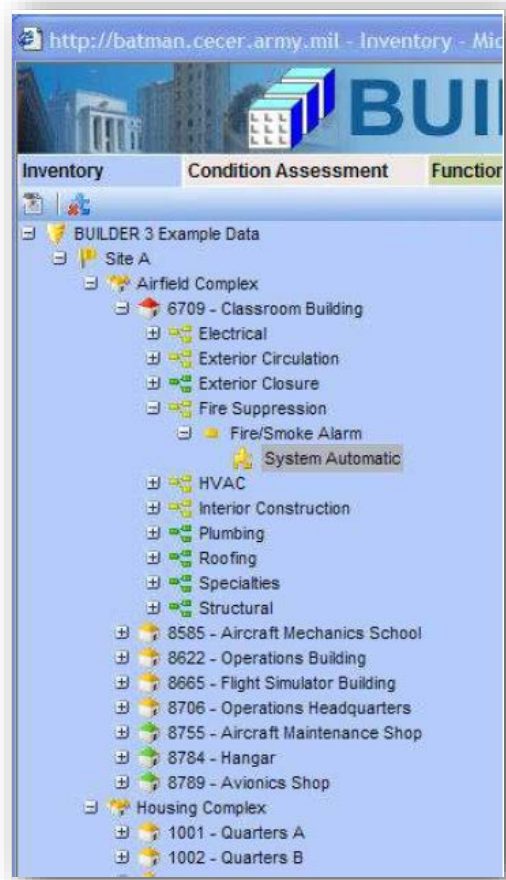 http://batman.cecer.army.mil - Inventory - Mic
BUI
Inventory Condition Assessment Function
BUILDER 3 Example Data
Site A
Airfield Complex
6709 - Classroom Building
Electrical
Exterior Circulation
Exterior Closure
Fire Suppression
Fire/Smoke Alarm
System Automatic
HVAC
Interior Construction
Plumbing
Roofing
Specialties
Structural
8585 - Aircraft Mechanics School
8622 - Operations Building
8665 - Flight Simulator Building
8706 - Operations Headquarters
8755 - Aircraft Maintenance Shop
8784 - Hangar
8789 - Avionics Shop
Housing Complex
1001 - Quarters A
1002 - Quarters B